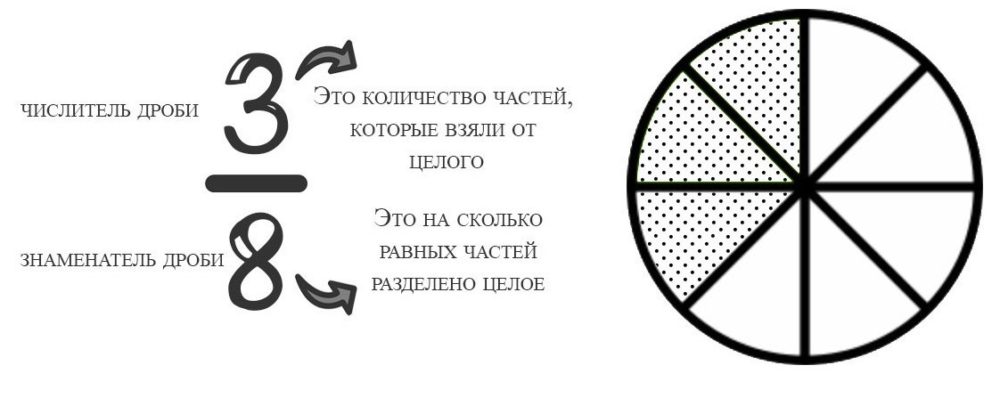 числитель дроби
3
Это количество частей,
которые взяли от
целого
знаменатель дроби
8
Это на сколько
равных частей
разделено целое